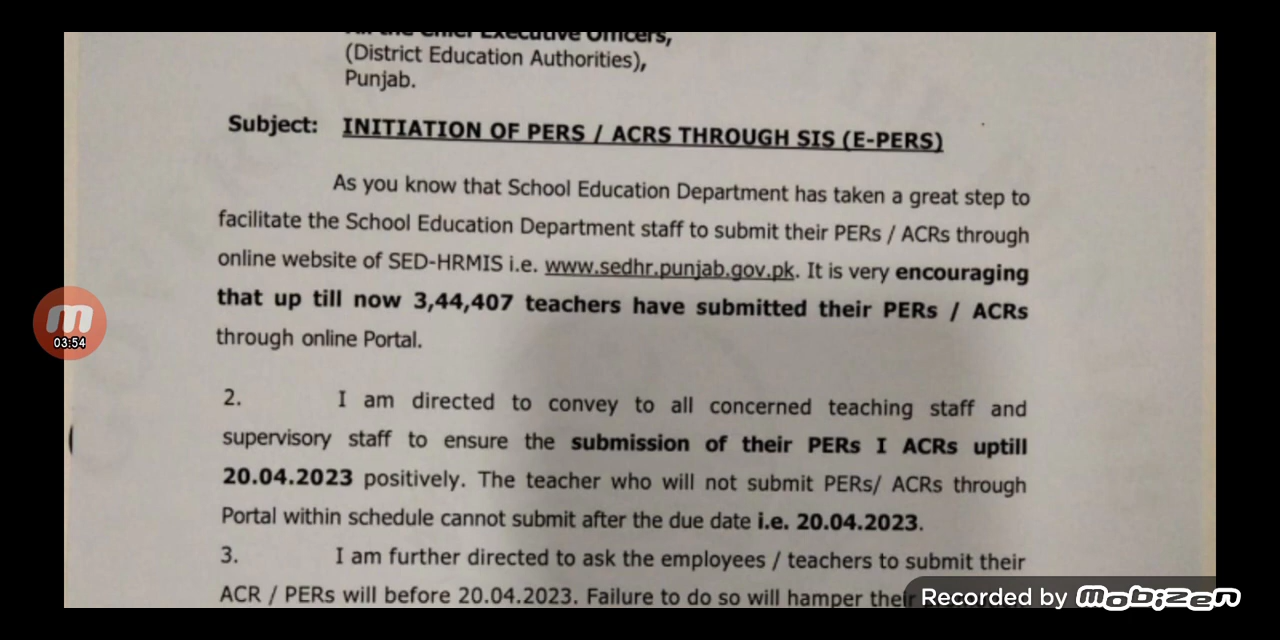 All the Chief Executive Officers,
(District Education Authorities),
Punjab.
Subject: INITIATION OF PERS / ACRS THROUGH SIS (E-PERS)
As you know that School Education Department has taken a great step to
facilitate the School Education Department staff to submit their PERs / ACRs through
online website of SED-HRMIS i.e. www.sedhr.punjab.gov.pk. It is very encouraging
that up till now 3,44,407 teachers have submitted their PERs / ACRs
through online Portal.
2. I am directed to convey to all concerned teaching staff and
supervisory staff to ensure the submission of their PERs I ACRs uptill
20.04.2023 positively. The teacher who will not submit PERs/ ACRs through
Portal within schedule cannot submit after the due date i.e. 20.04.2023.
3. I am further directed to ask the employees / teachers to submit their
ACR / PERs will before 20.04.2023. Failure to do so will hamper their
m
03:54
Recorded by mobizen